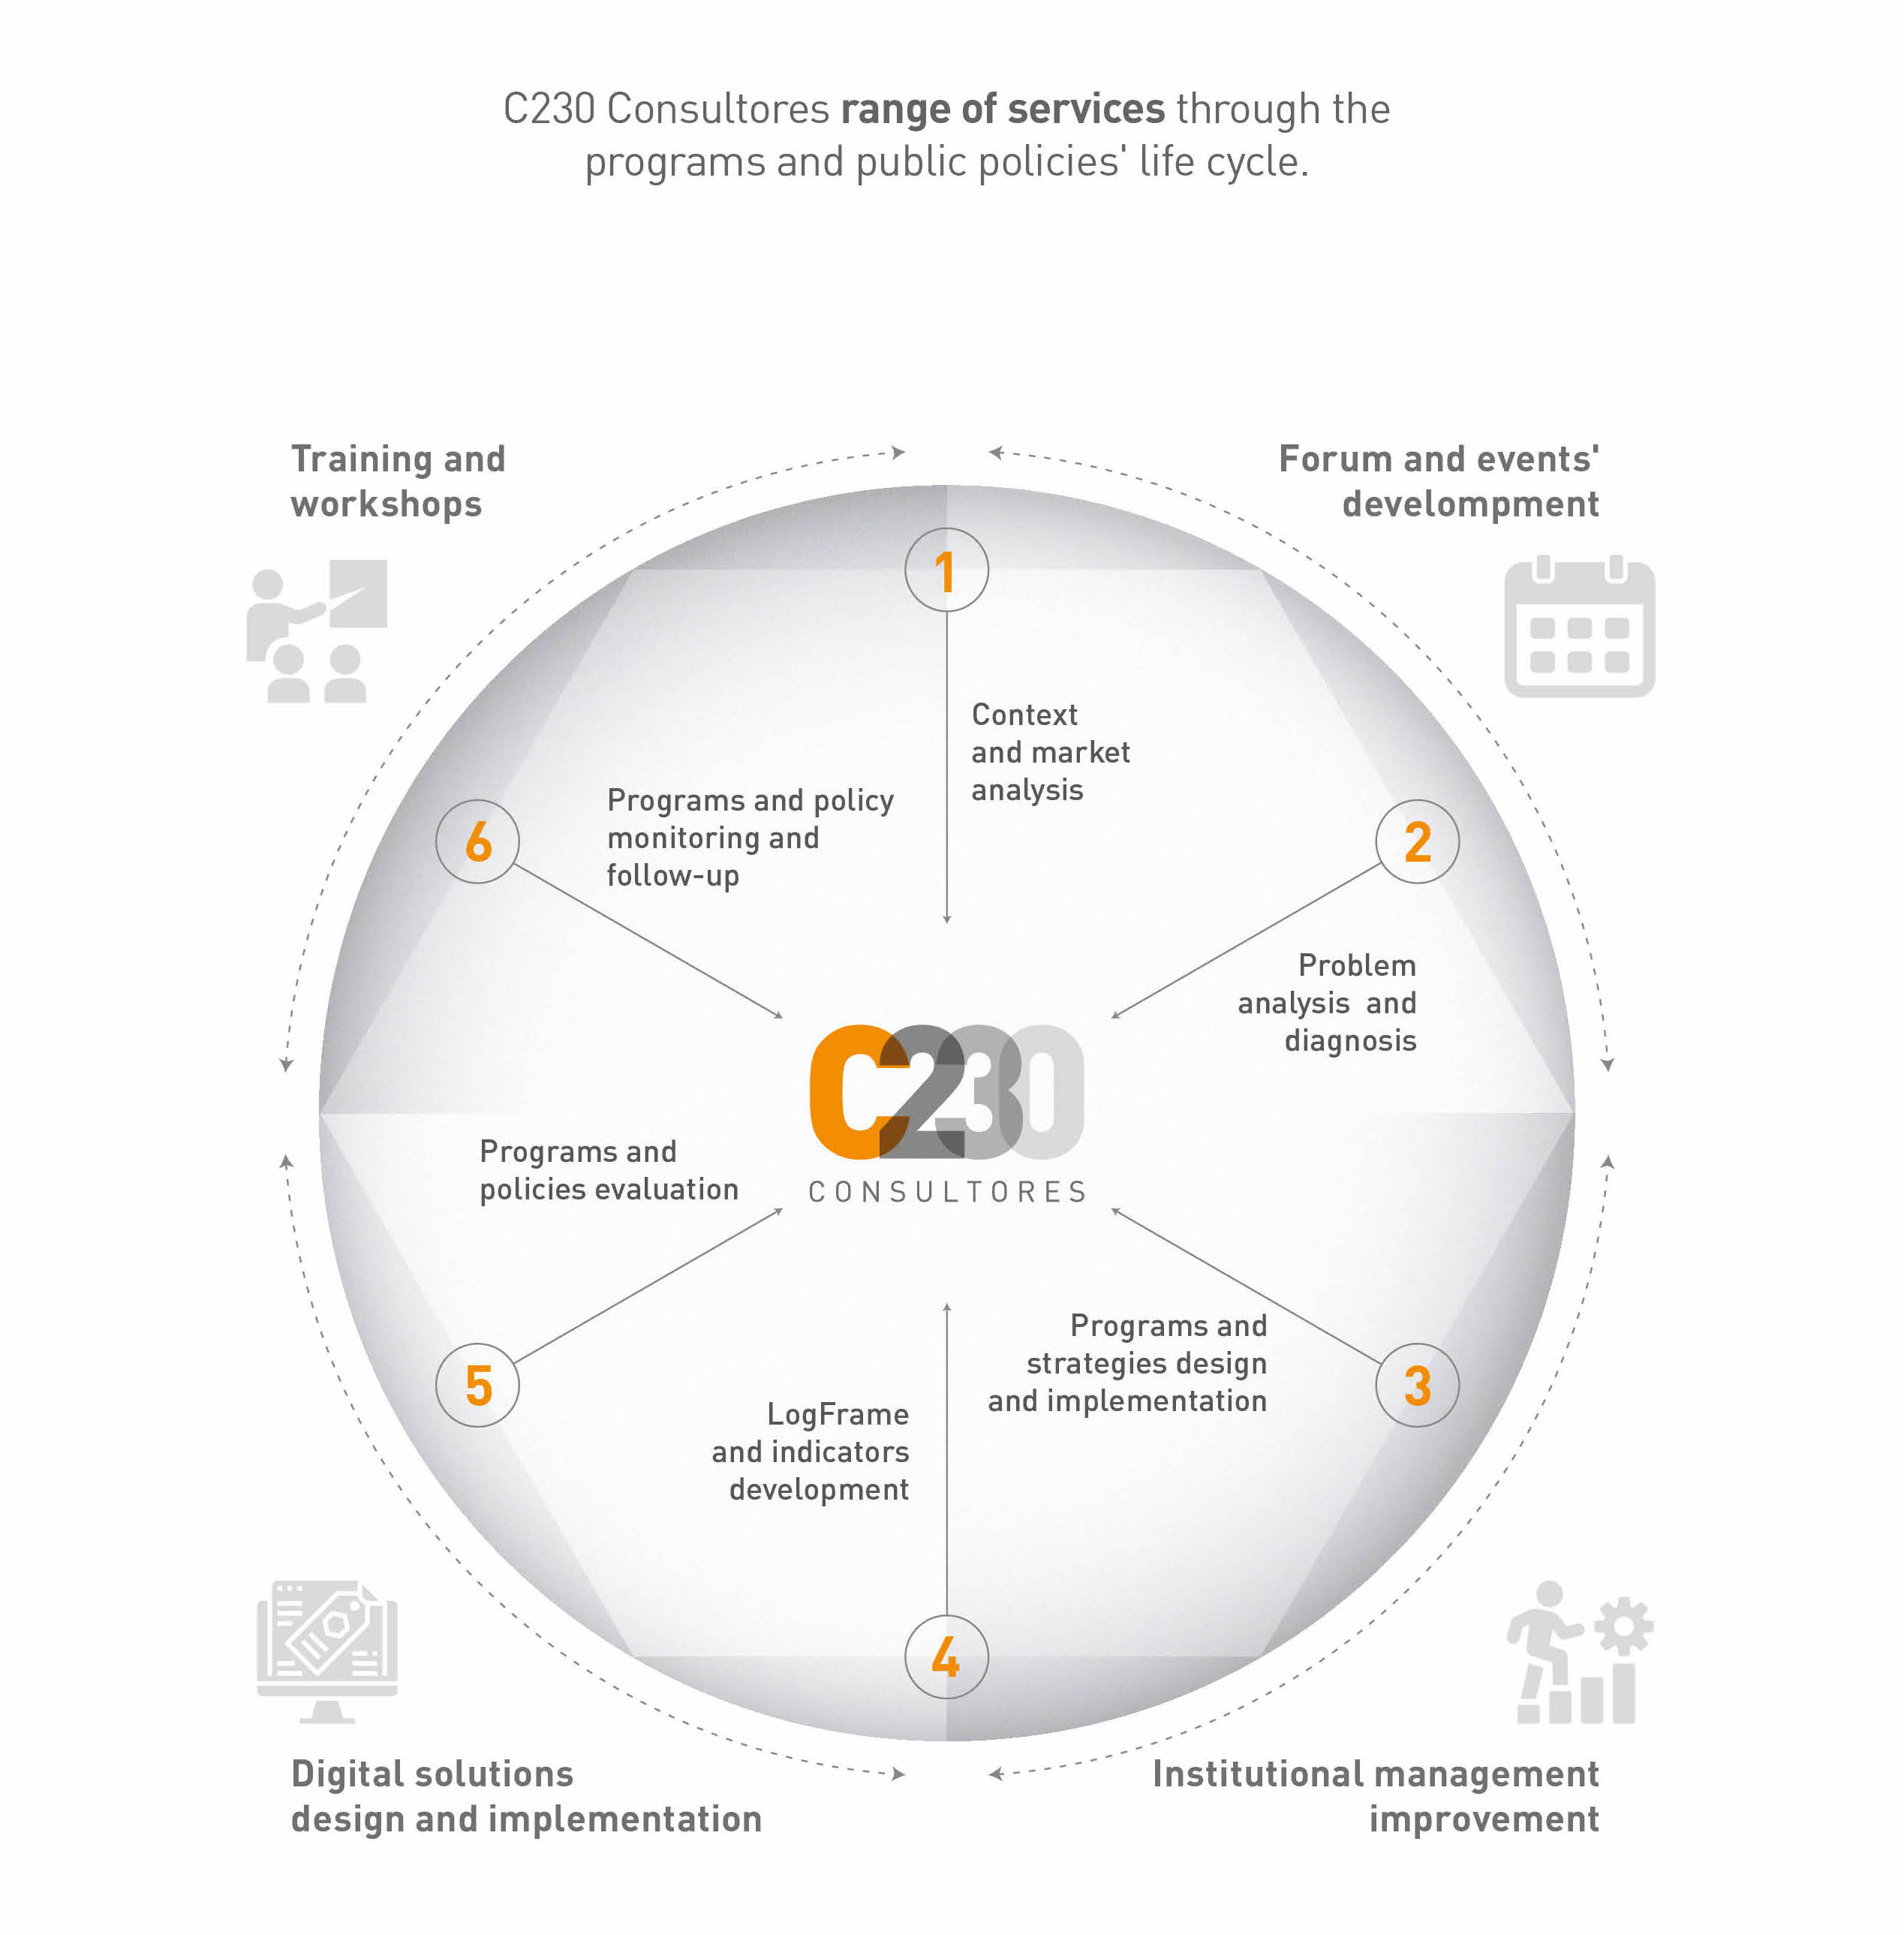 C230 Consultores range of services through the
programs and public policies' life cycle.
Training and
workshops
Forum and events'
develompment
1
Context
and market
analysis
2
Problem
analysis and
diagnosis
3
Programs and
strategies design
and implementation
4
LogFrame
and indicators
development
5
Programs and
policies evaluation
6
Programs and policy
monitoring and
follow-up
C230
CONSULTORES
Digital solutions
design and implementation
Institutional management
improvement